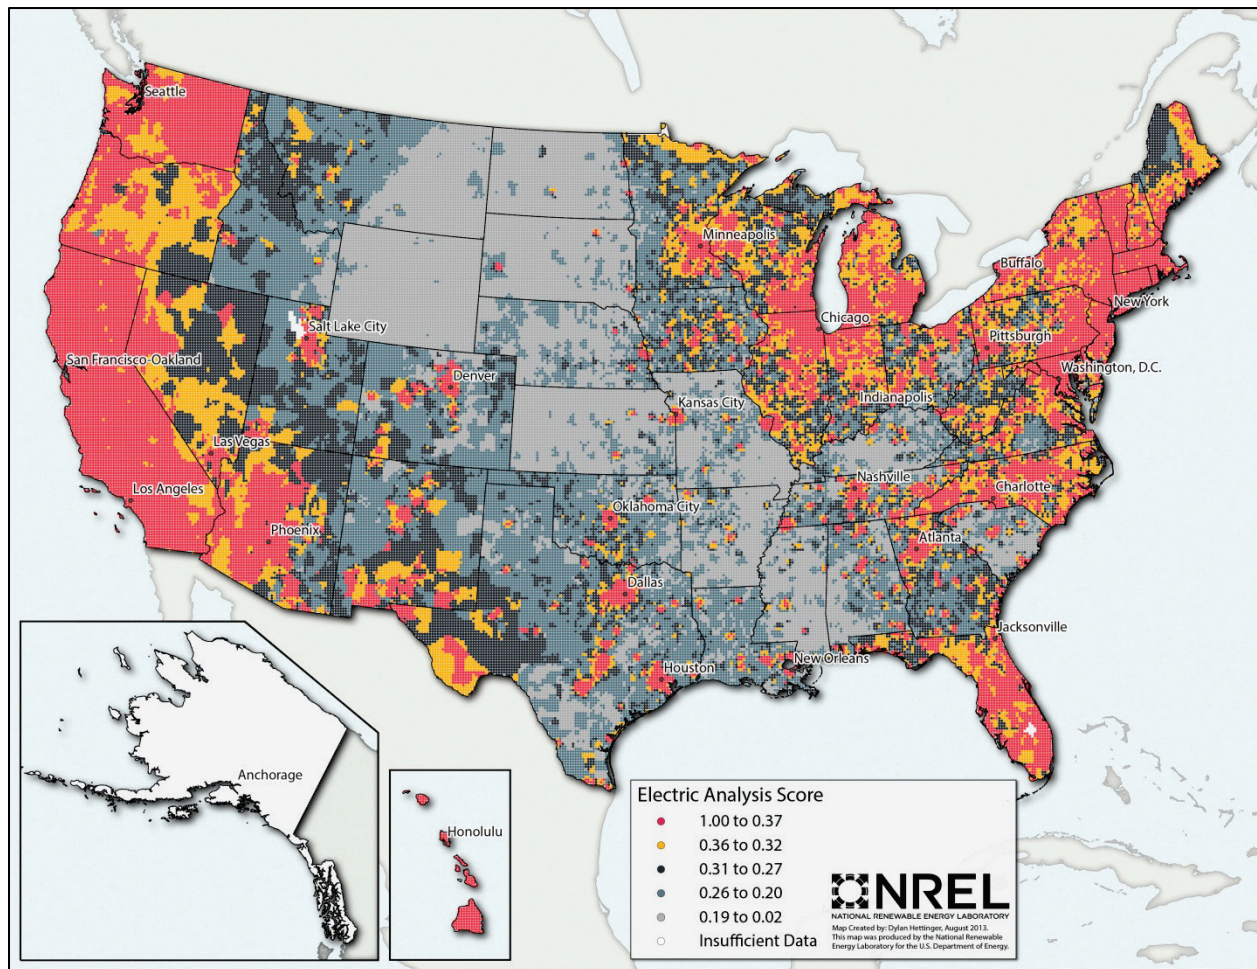 Seattle
Minneapolis
Buffalo
New York
Chicago
Salt Lake City
Pittsburgh
San Francisco-Oakland
Washington, D.C.
Denver
Kansas City
Indianapolis
Las Vegas
Nashville
Los Angeles
Charlotte
Oklahoma City
Phoenix
Atlanta
Dallas
Jacksonville
New Orleans
Houston
Anchorage
Honolulu
Electric Analysis Score
1.00 to 0.37
0.36 to 0.32
0.31 to 0.27
0.26 to 0.20
0.19 to 0.02
Insufficient Data
NREL
NATIONAL RENEWABLE ENERGY LABORATORY
Map Created by: Dylan Hettinger, August 2013.
This map was produced by the National Renewable
Energy Laboratory for the U.S. Department of Energy.